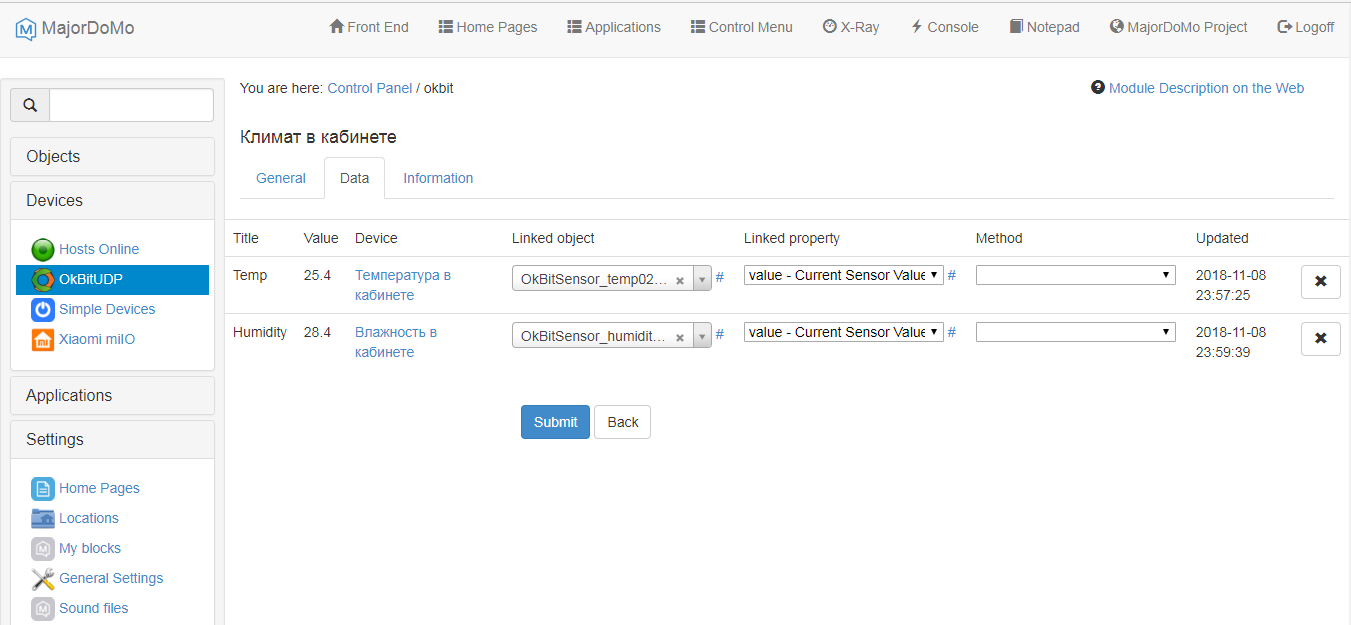 MajorDoMo
Front End
Home Pages
Applications
Control Menu
X-Ray
Console
Notepad
MajorDoMo Project
Logoff
You are here: Control Panel / okbit
Module Description on the Web
Objects
Devices
Hosts Online
OkBitUDP
Simple Devices
Xiaomi miIO
Applications
Settings
Home Pages
Locations
My blocks
General Settings
Sound files
Климат в кабинете
General
Data
Information
Title Value Device Linked object Linked property Method Updated
Temp 25.4 Температура в OkBitSensor_temp02... × # value - Current Sensor Value # 2018-11-08
кабинете 23:57:25
Humidity 28.4 Влажность в OkBitSensor_humidit... × # value - Current Sensor Value # 2018-11-08
кабинете 23:59:39
Submit
Back